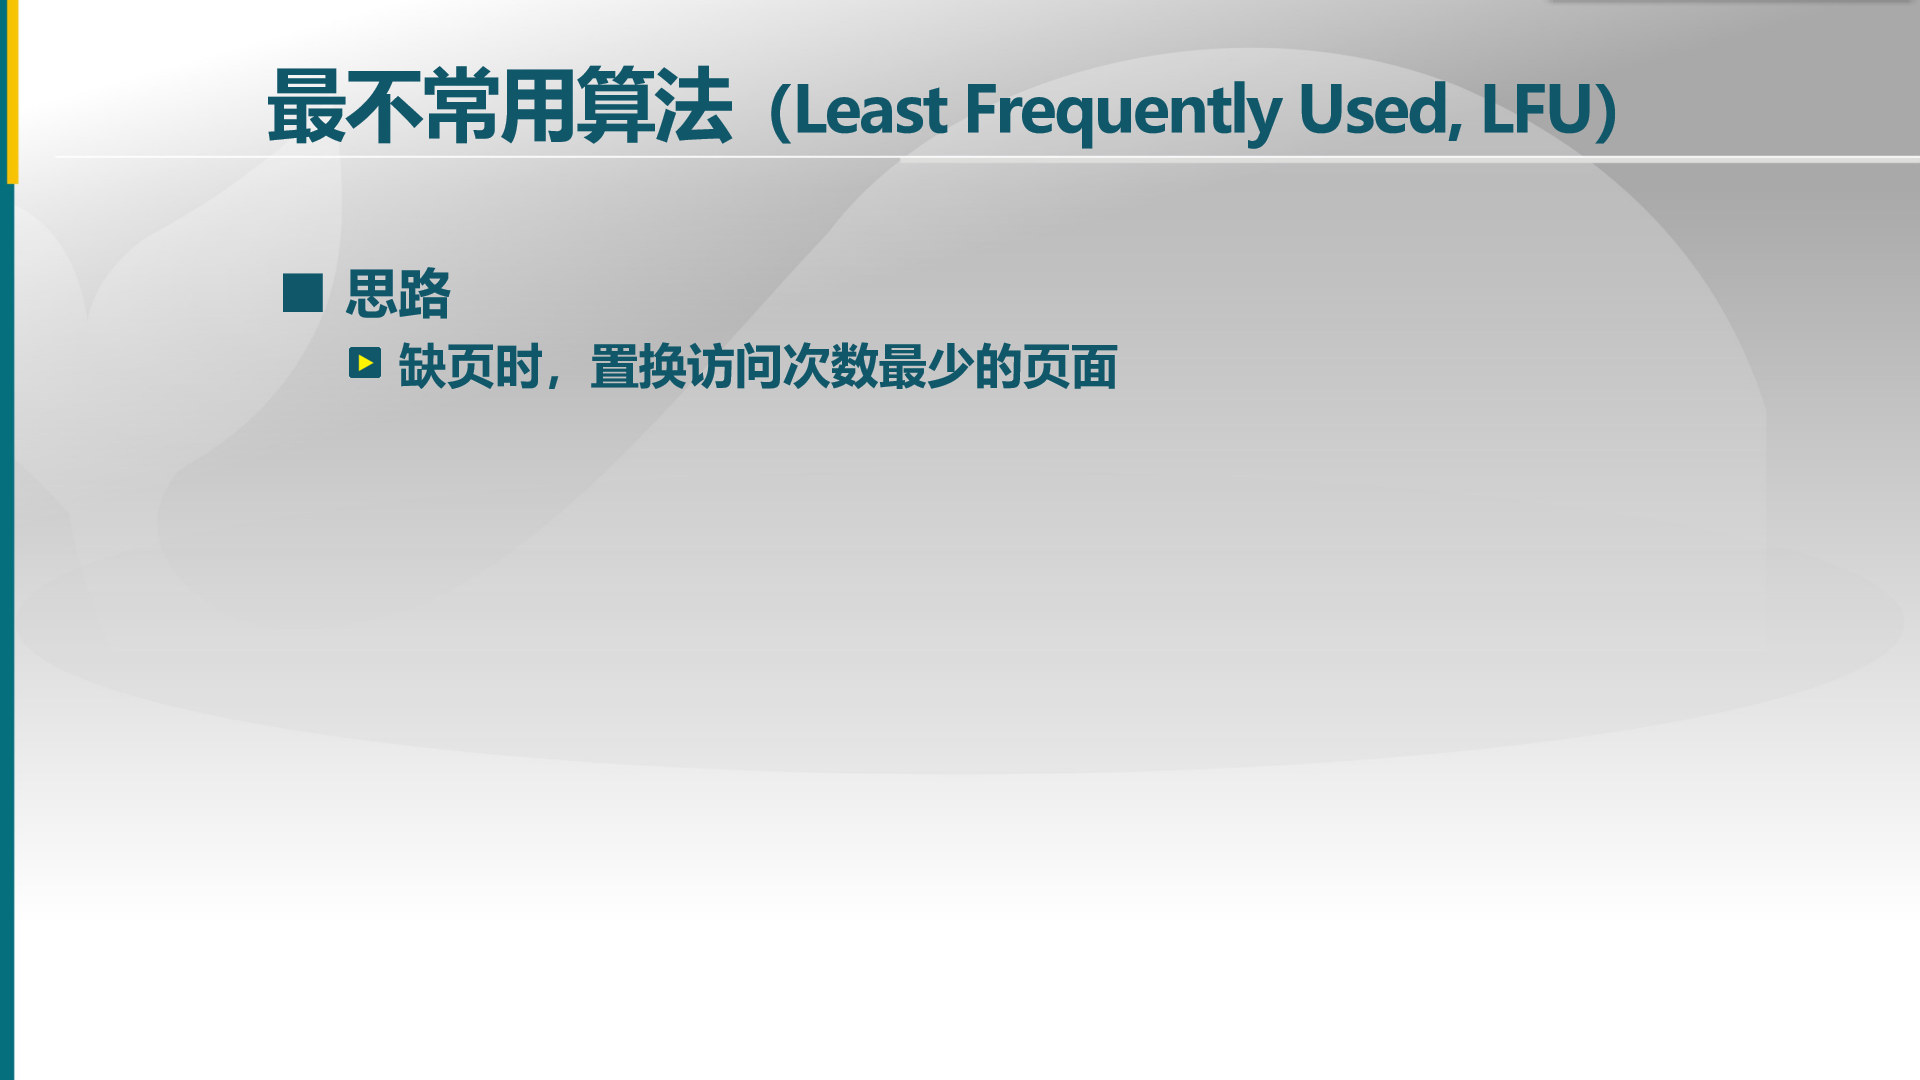 最不常用算法（Least Frequently Used, LFU）
思路
缺页时，置换访问次数最少的页面